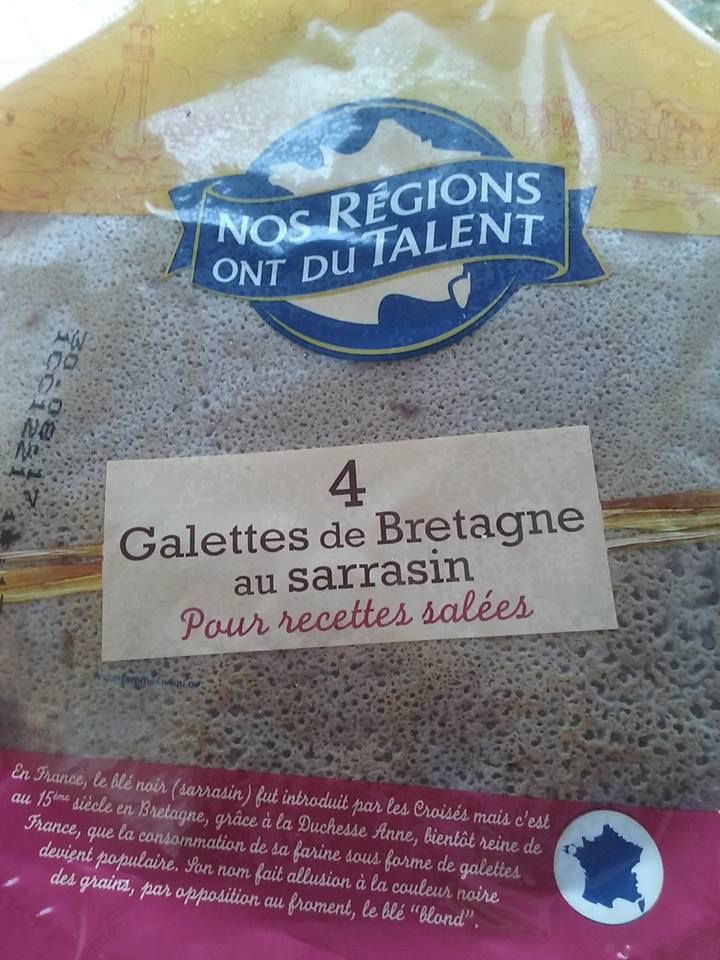 NOS RÉGIONS
ONT DU TALENT
30.08.17
4
Galettes de Bretagne
au sarrasin
Pour recettes salées
En France, le blé noir (sarrasin) fut introduit par les Croisés mais c'est
au 15ème siècle en Bretagne, grâce à la Duchesse Anne, bientôt reine de
France, que la consommation de sa farine sous forme de galettes
devient populaire. Son nom fait allusion à la couleur noire
des grains, par opposition au froment, le blé "blond".